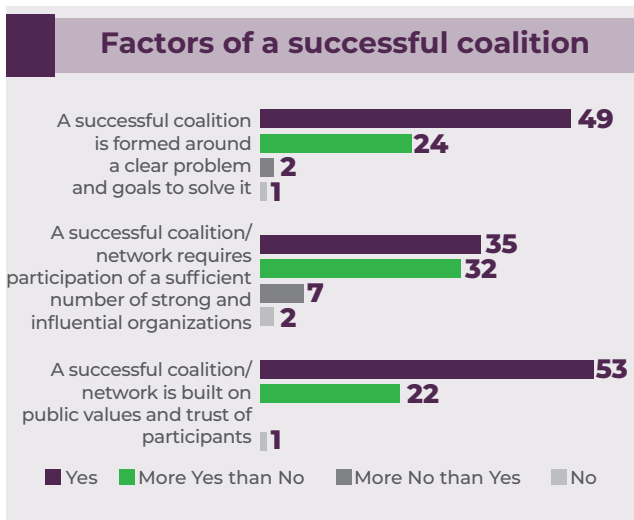 Factors of a successful coalition
A successful coalition
is formed around
a clear problem
and goals to solve it
49
24
2
1
A successful coalition/
network requires
participation of a sufficient
number of strong and
influential organizations
35
32
7
2
A successful coalition/
network is built on
public values and trust of
participants
53
22
1
Yes
More Yes than No
More No than Yes
No